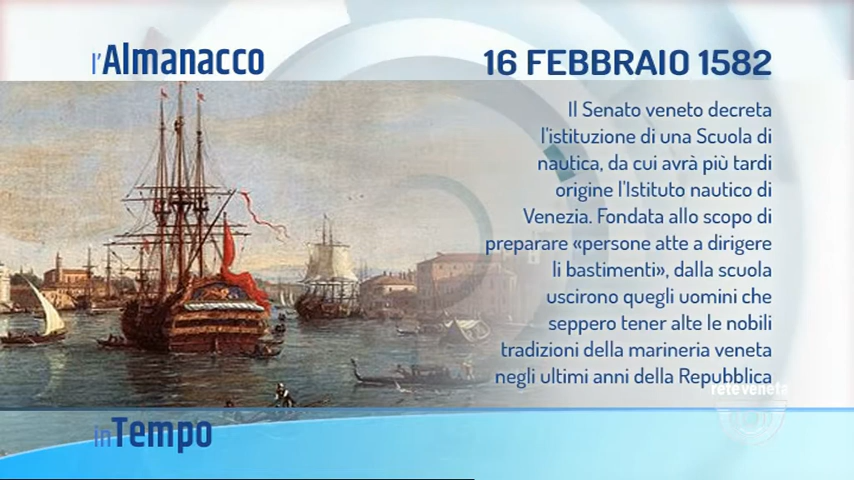 l'Almanacco
16 FEBBRAIO 1582
Il Senato veneto decreta
l'istituzione di una Scuola di
nautica, da cui avrà più tardi
origine l'Istituto nautico di
Venezia. Fondata allo scopo di
preparare «persone atte a dirigere
li bastimenti», dalla scuola
uscirono quegli uomini che
seppero tener alte le nobili
tradizioni della marineria veneta
negli ultimi anni della Repubblica
reteveneta
inTempo